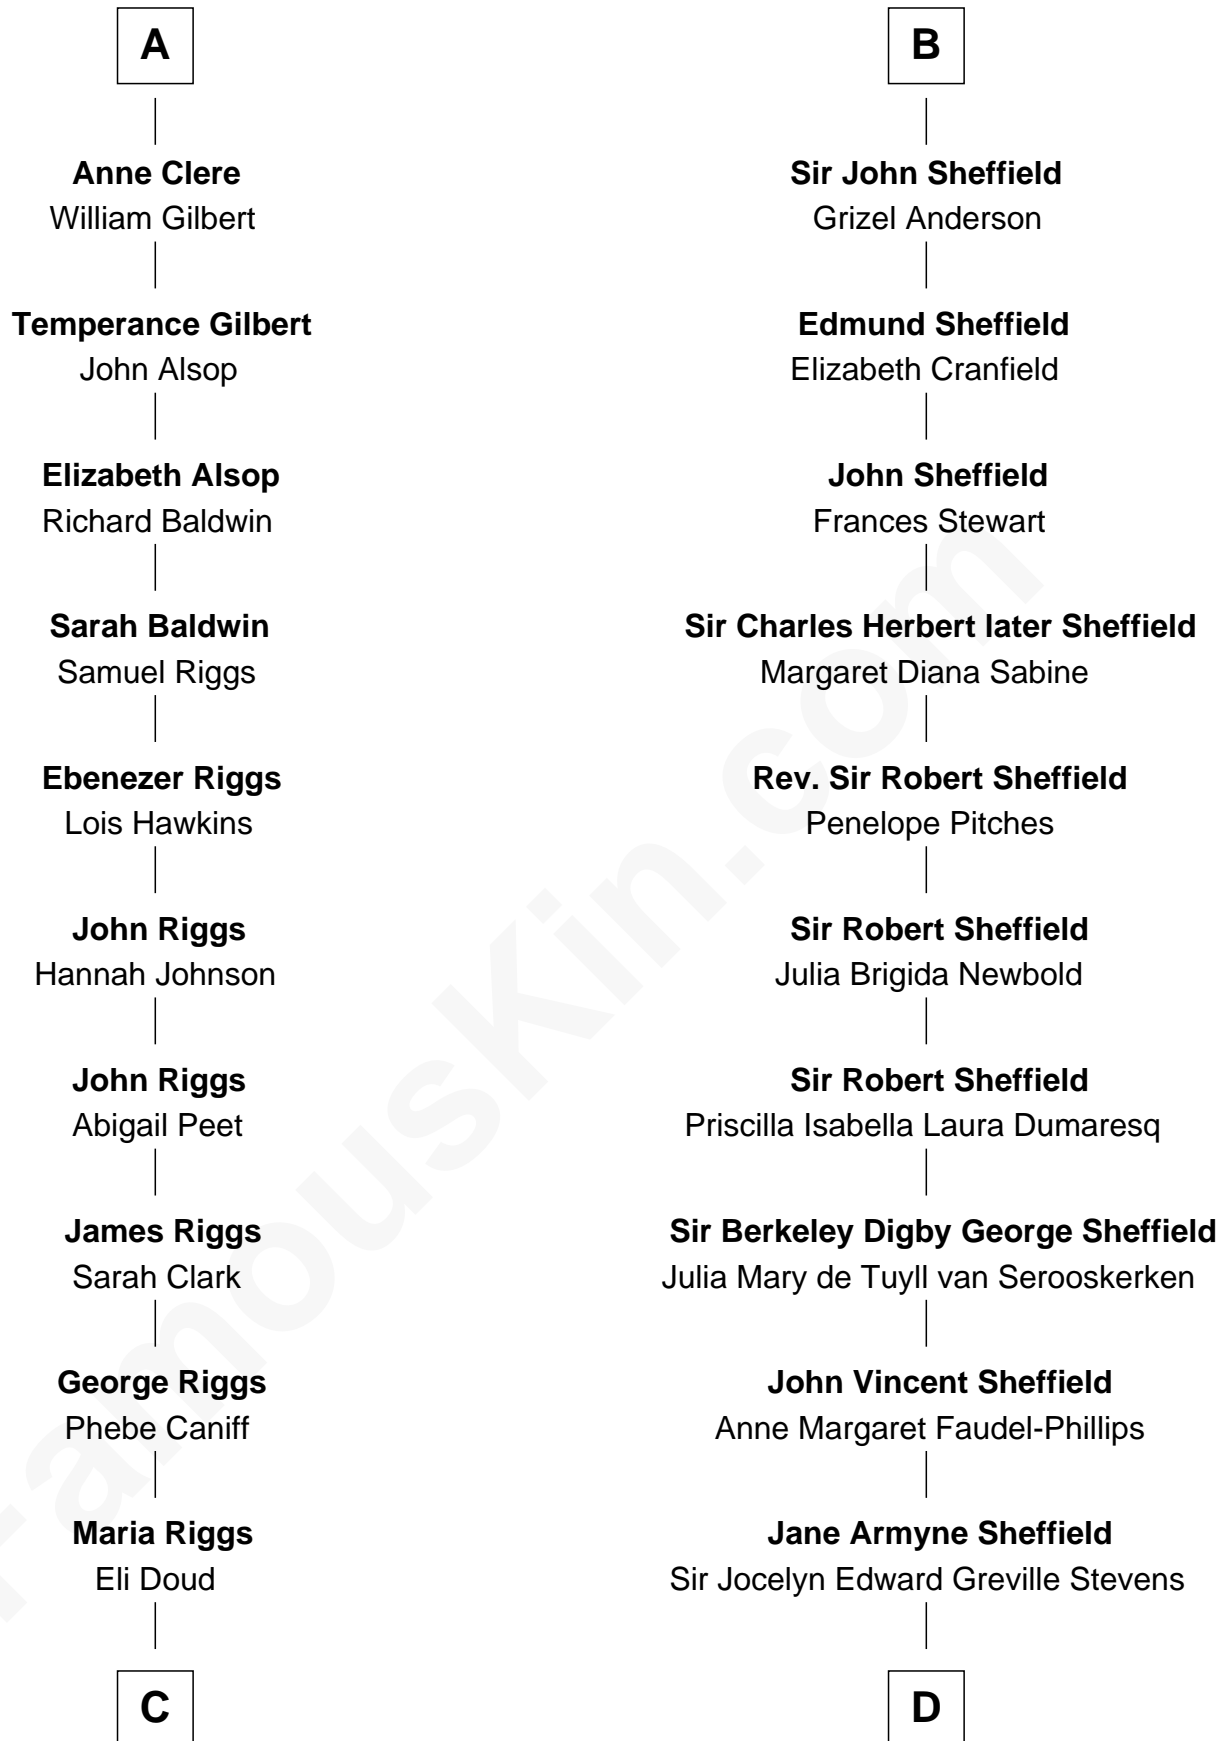 A
Anne Clere
William Gilbert
Temperance Gilbert
John Alsop
Elizabeth Alsop
Richard Baldwin
Sarah Baldwin
Samuel Riggs
Ebenezer Riggs
Lois Hawkins
John Riggs
Hannah Johnson
John Riggs
Abigail Peet
James Riggs
Sarah Clark
George Riggs
Phebe Caniff
Maria Riggs
Eli Doud
C
B
Sir John Sheffield
Grizel Anderson
Edmund Sheffield
Elizabeth Cranfield
John Sheffield
Frances Stewart
Sir Charles Herbert later Sheffield
Margaret Diana Sabine
Rev. Sir Robert Sheffield
Penelope Pitches
Sir Robert Sheffield
Julia Brigida Newbold
Sir Robert Sheffield
Priscilla Isabella Laura Dumaresq
Sir Berkeley Digby George Sheffield
Julia Mary de Tuyll van Serooskerken
John Vincent Sheffield
Anne Margaret Faudel-Phillips
Jane Armyne Sheffield
Sir Jocelyn Edward Greville Stevens
D
FamousKin.com